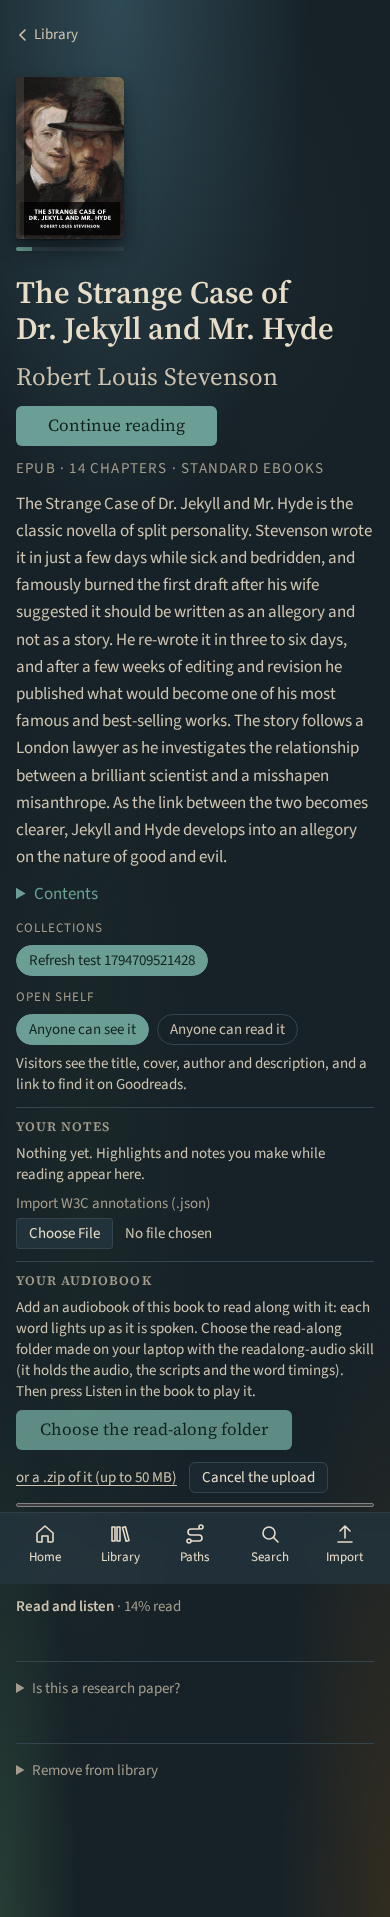 Library
THE STRANGE CASE OF
DR. JEKYLL AND MR. HYDE
ROBERT LOUIS STEVENSON
The Strange Case of
Dr. Jekyll and Mr. Hyde
Robert Louis Stevenson
Continue reading
EPUB · 14 CHAPTERS · STANDARD EBOOKS
The Strange Case of Dr. Jekyll and Mr. Hyde is the
classic novella of split personality. Stevenson wrote
it in just a few days while sick and bedridden, and
famously burned the first draft after his wife
suggested it should be written as an allegory and
not as a story. He re-wrote it in three to six days,
and after a few weeks of editing and revision he
published what would become one of his most
famous and best-selling works. The story follows a
London lawyer as he investigates the relationship
between a brilliant scientist and a misshapen
misanthrope. As the link between the two becomes
clearer, Jekyll and Hyde develops into an allegory
on the nature of good and evil.
Contents
COLLECTIONS
Refresh test 1794709521428
OPEN SHELF
Anyone can see it Anyone can read it
Visitors see the title, cover, author and description, and a
link to find it on Goodreads.
YOUR NOTES
Nothing yet. Highlights and notes you make while
reading appear here.
Import W3C annotations (.json)
Choose File No file chosen
YOUR AUDIOBOOK
Add an audiobook of this book to read along with it: each
word lights up as it is spoken. Choose the read-along
folder made on your laptop with the readalong-audio skill
(it holds the audio, the scripts and the word timings).
Then press Listen in the book to play it.
Choose the read-along folder
or a .zip of it (up to 50 MB) Cancel the upload
Home Library Paths Search Import
Read and listen · 14% read
Is this a research paper?
Remove from library